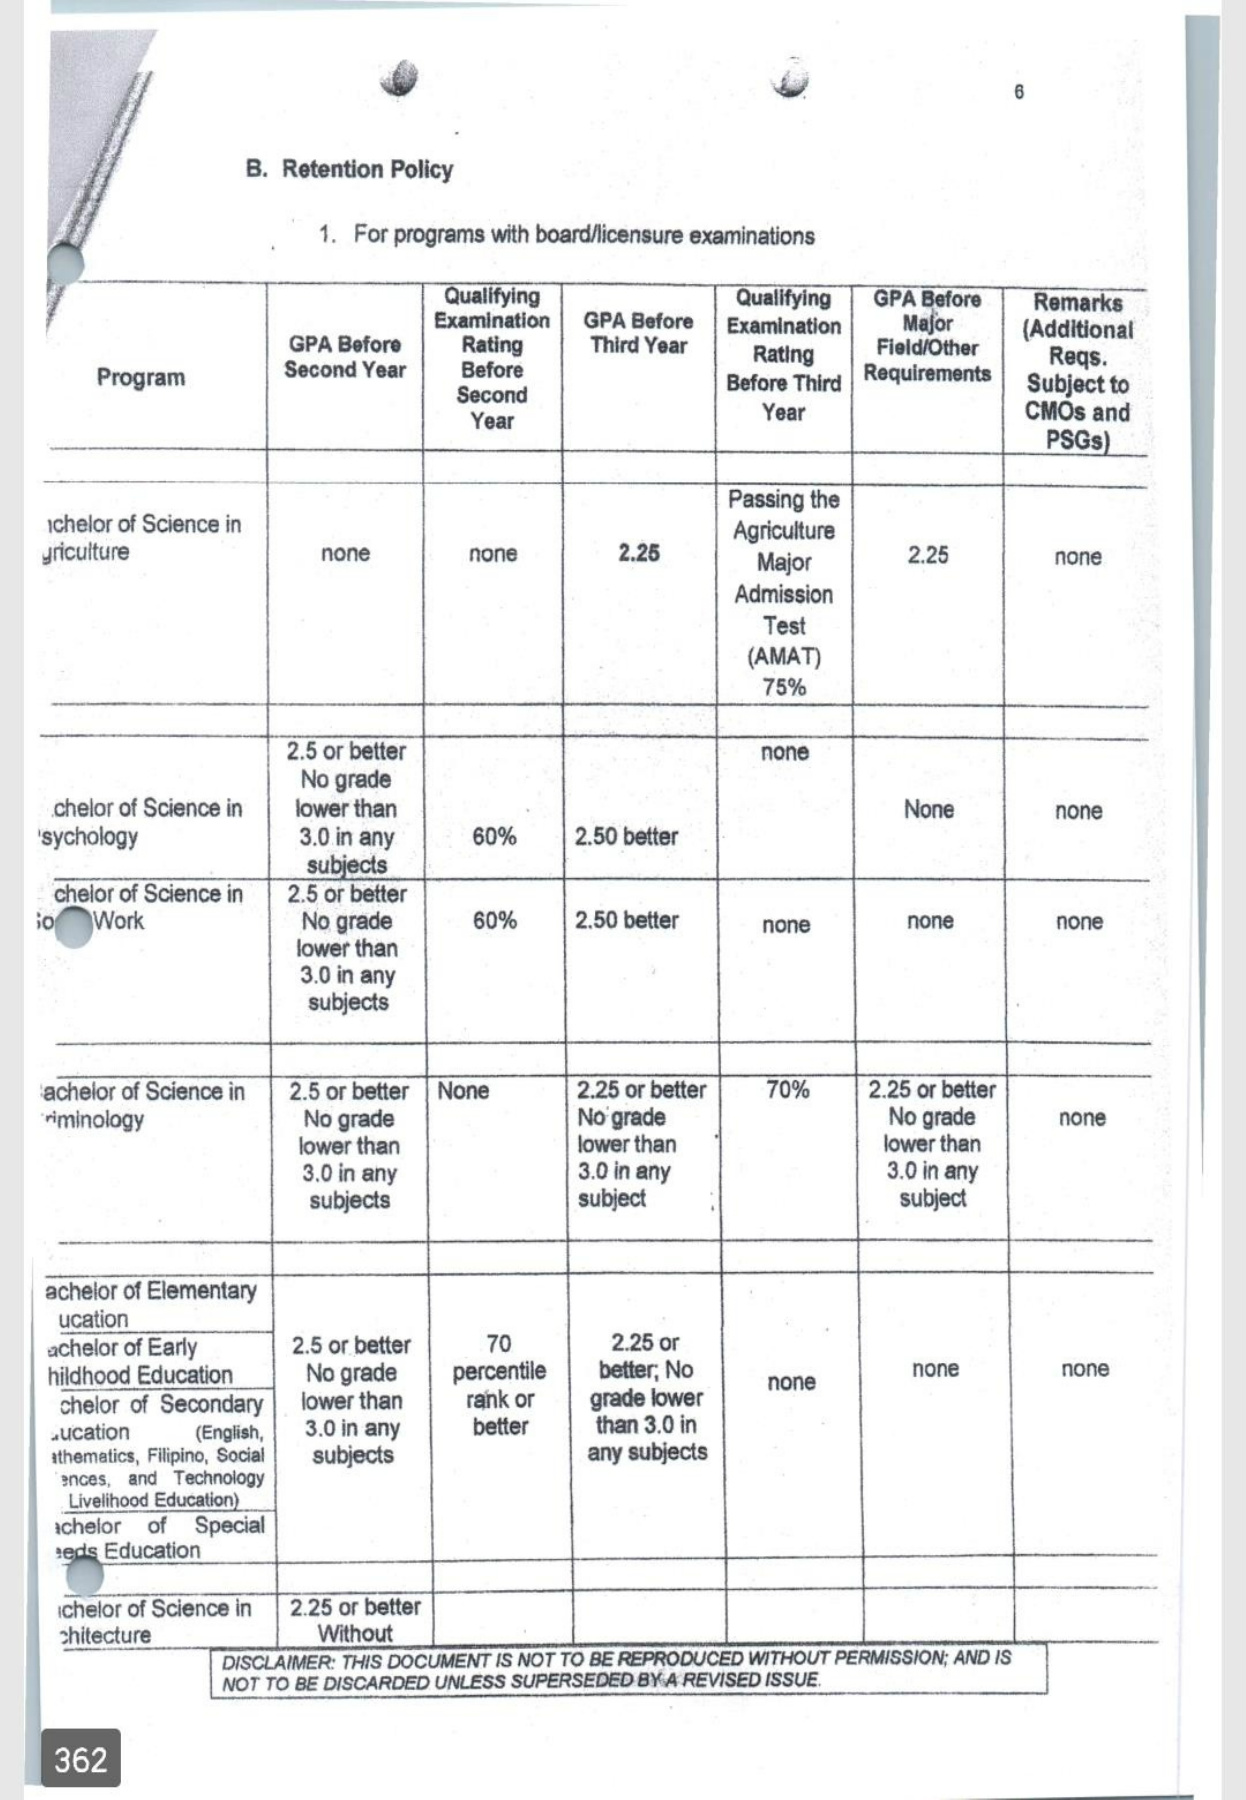 6
B. Retention Policy
1. For programs with board/licensure examinations
Program
GPA Before
Second Year
Qualifying
Examination
Rating
Before
Second
Year
GPA Before
Third Year
Qualifying
Examination
Rating
Before Third
Year
GPA Before
Major
Field/Other
Requirements
Remarks
(Additional
Reqs.
Subject to
CMOs and
PSGs)
chelor of Science in
griculture
none
none
2.25
Passing the
Agriculture
Major
Admission
Test
(AMAT)
75%
2.25
none
chelor of Science in
sychology
2.5 or better
No grade
lower than
3.0 in any
subjects
60%
2.50 better
none
None
none
chelor of Science in
Work
2.5 or better
No grade
lower than
3.0 in any
subjects
60%
2.50 better
none
none
none
achelor of Science in
riminology
2.5 or better
No grade
lower than
3.0 in any
subjects
None
2.25 or better
No grade
lower than
3.0 in any
subject
70%
2.25 or better
No grade
lower than
3.0 in any
subject
none
achelor of Elementary
ucation
achelor of Early
hildhood Education
chelor of Secondary
ucation (English,
athematics, Filipino, Social
ences, and Technology
Livelihood Education)
achelor of Special
eeds Education
2.5 or better
No grade
lower than
3.0 in any
subjects
70
percentile
rank or
better
2.25 or
better; No
grade lower
than 3.0 in
any subjects
none
none
none
achelor of Science in
chitecture
2.25 or better
Without
DISCLAIMER: THIS DOCUMENT IS NOT TO BE REPRODUCED WITHOUT PERMISSION; AND IS
NOT TO BE DISCARDED UNLESS SUPERSEDED BY A REVISED ISSUE.
362